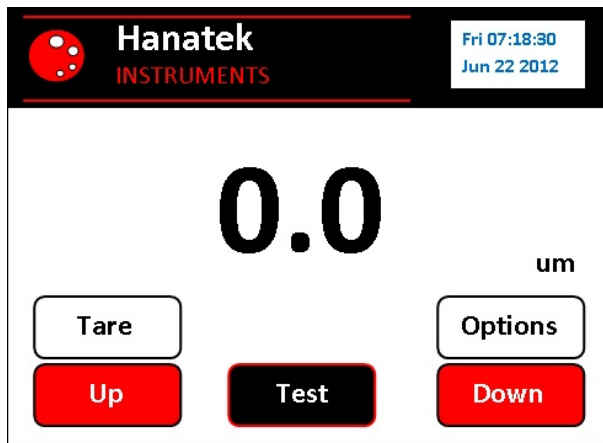 Hanatek
INSTRUMENTS
Fri 07:18:30
Jun 22 2012
0.0
um
Tare
Options
Up
Test
Down